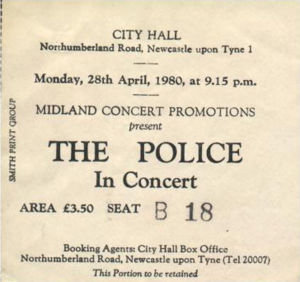 CITY HALL
Northumberland Road, Newcastle upon Tyne 1
Monday, 28th April, 1980, at 9.15 p.m.
MIDLAND CONCERT PROMOTIONS
present
THE POLICE
In Concert
AREA £3.50 SEAT B 18
Booking Agents: City Hall Box Office
Northumberland Road, Newcastle upon Tyne (Tel 20007)
This Portion to be retained
SMITH PRINT GROUP